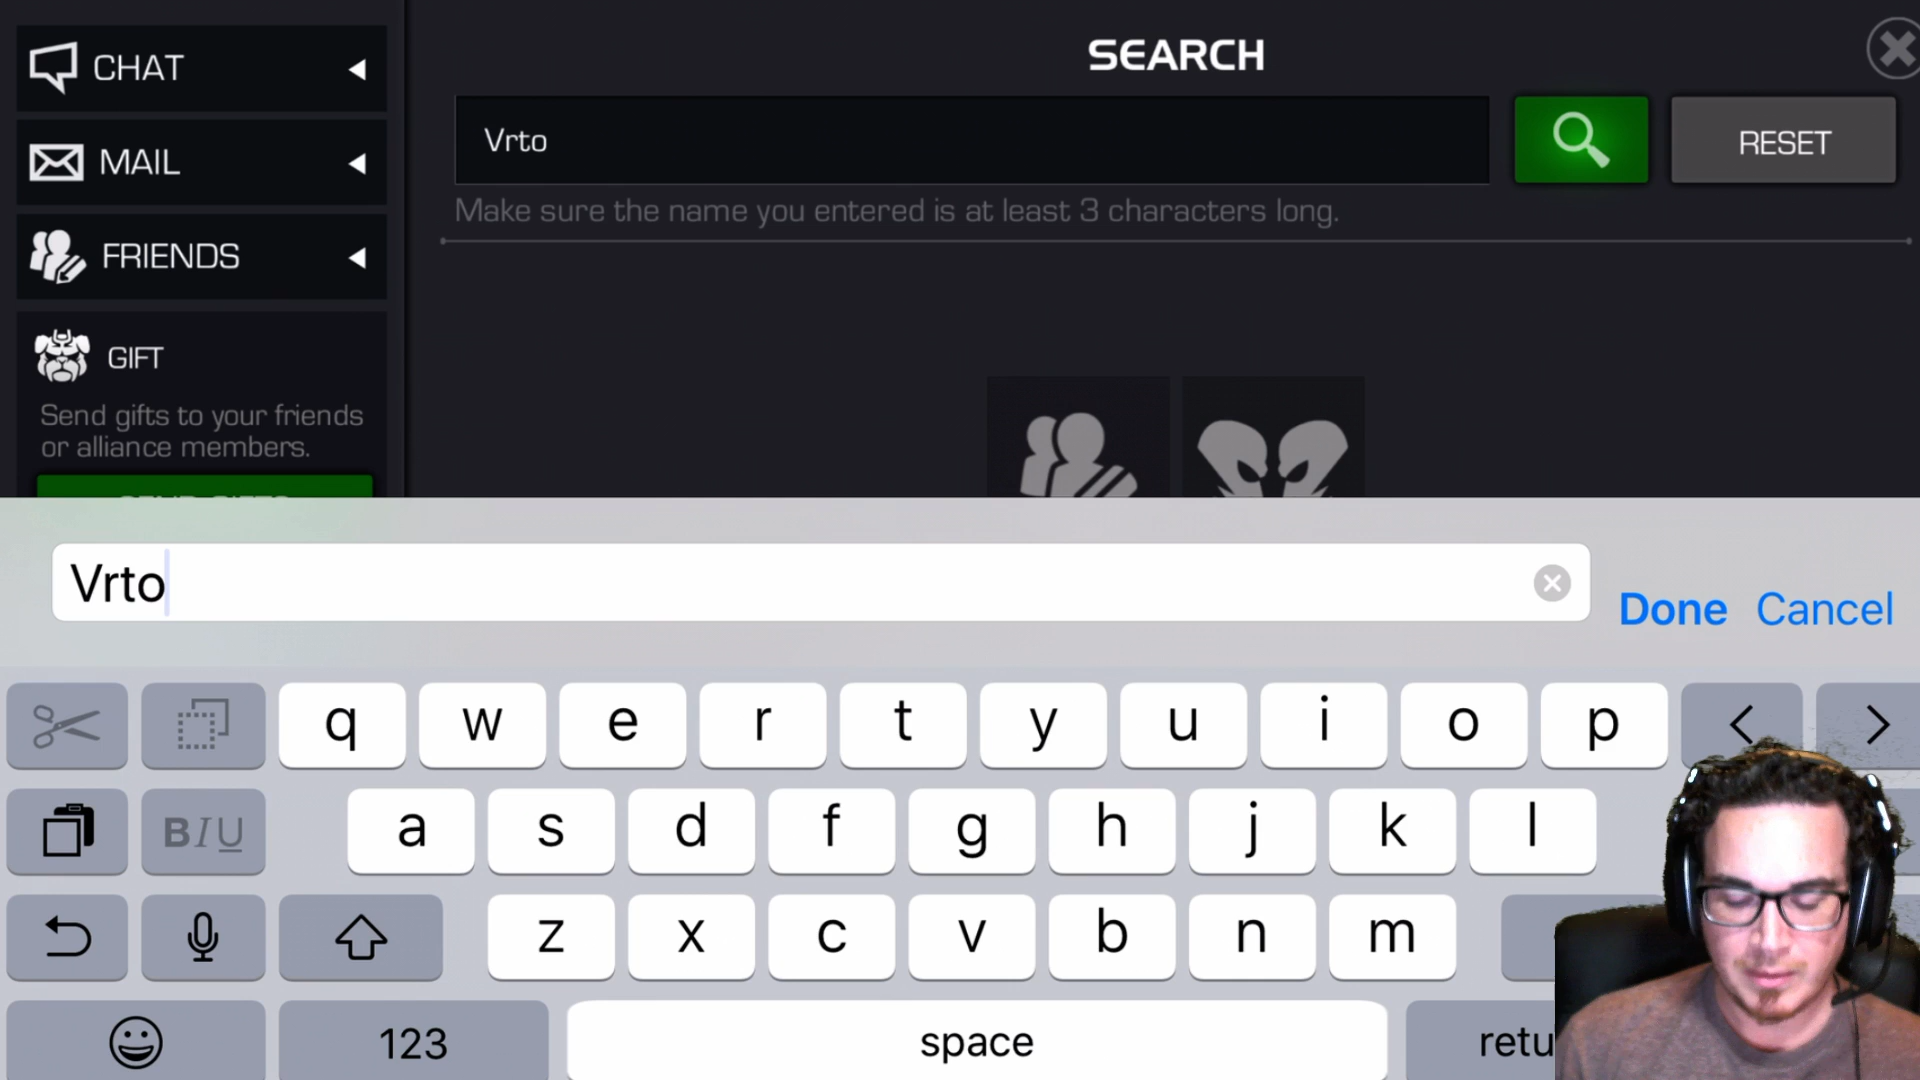 CHAT
MAIL
FRIENDS
GIFT
Send gifts to your friends
or alliance members.
SEARCH
Vrto
RESET
Make sure the name you entered is at least 3 characters long.
Vrto
Done Cancel
q w e r t y u i o p
BIU a s d f g h j k l
z x c v b n m
123 space retu